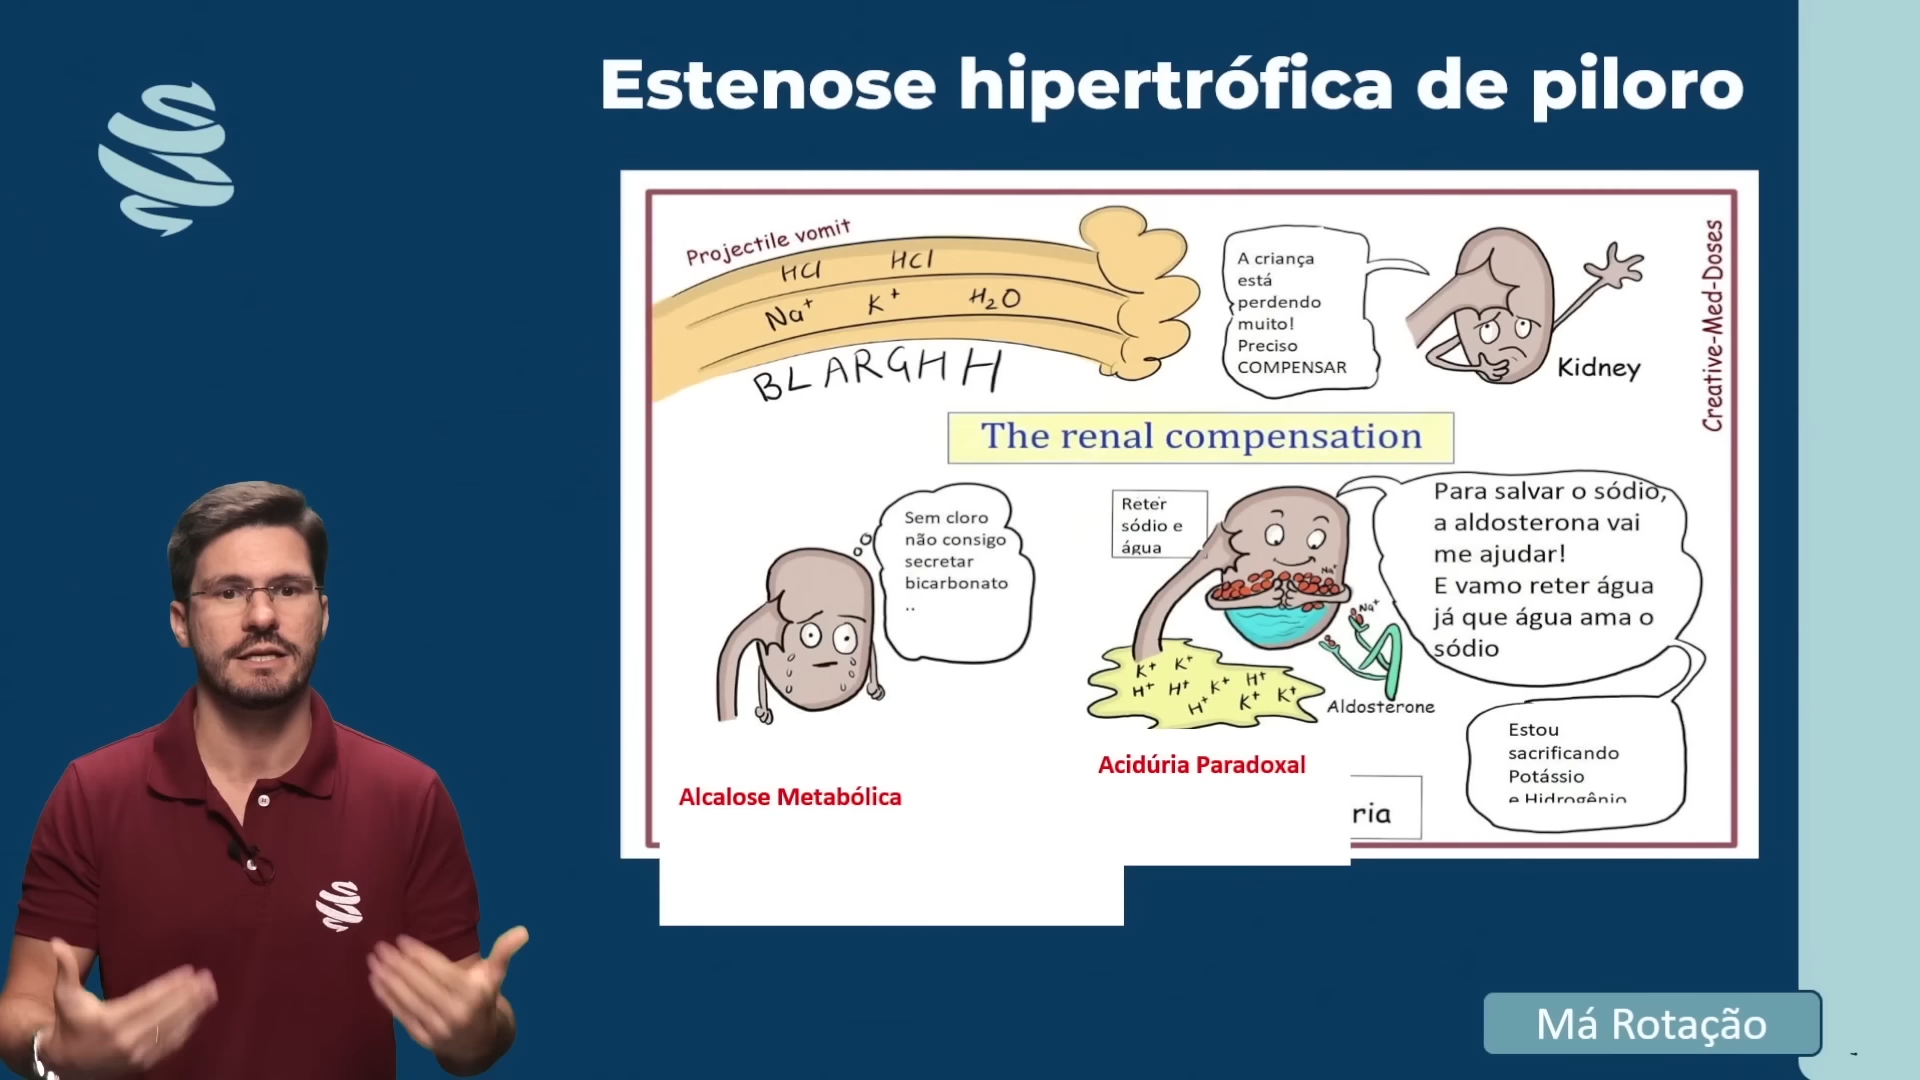 Estenose hipertrófica de piloro
Projectile vomit
HCl HCl
Na+ K+ H2O
BLARGHH
A criança
está
perdendo
muito!
Preciso
COMPENSAR
Kidney
Creative-Med-Doses
The renal compensation
Sem cloro
não consigo
secretar
bicarbonato
..
Reter
sódio e
água
Na+
Para salvar o sódio,
a aldosterona vai
me ajudar!
E vamo reter água
já que água ama o
sódio
Na+
K+ K+
H+ H+ K+ H+
H+ K+ K+
Aldosterone
Estou
sacrificando
Potássio
e Hidrogênio
Acidúria Paradoxal
Alcalose Metabólica
ria
Má Rotação